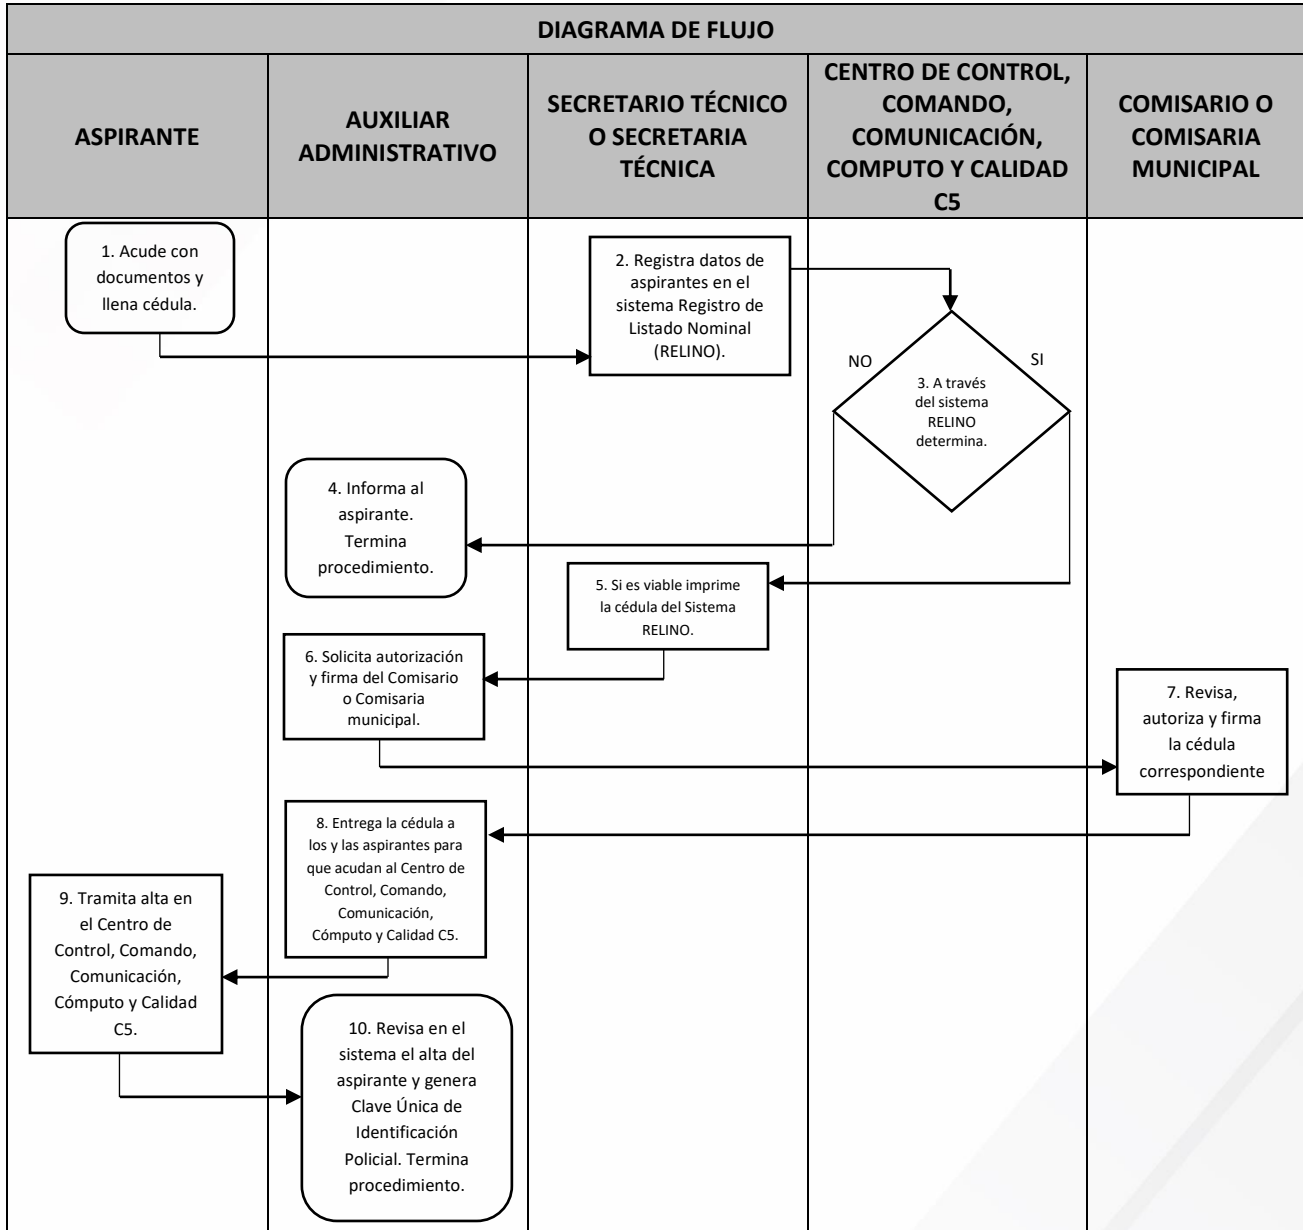 DIAGRAMA DE FLUJO
ASPIRANTE
AUXILIAR
ADMINISTRATIVO
SECRETARIO TÉCNICO
O SECRETARIA
TÉCNICA
CENTRO DE CONTROL,
COMANDO,
COMUNICACIÓN,
COMPUTO Y CALIDAD
C5
COMISARIO O
COMISARIA
MUNICIPAL
1. Acude con
documentos y
llena cédula.
2. Registra datos de
aspirantes en el
sistema Registro de
Listado Nominal
(RELINO).
NO
SI
3. A través
del sistema
RELINO
determina.
4. Informa al
aspirante.
Termina
procedimiento.
5. Si es viable imprime
la cédula del Sistema
RELINO.
6. Solicita autorización
y firma del Comisario
o Comisaria
municipal.
7. Revisa,
autoriza y firma
la cédula
correspondiente
8. Entrega la cédula a
los y las aspirantes para
que acudan al Centro de
Control, Comando,
Comunicación,
Cómputo y Calidad C5.
9. Tramita alta en
el Centro de
Control, Comando,
Comunicación,
Cómputo y Calidad
C5.
10. Revisa en el
sistema el alta del
aspirante y genera
Clave Única de
Identificación
Policial. Termina
procedimiento.